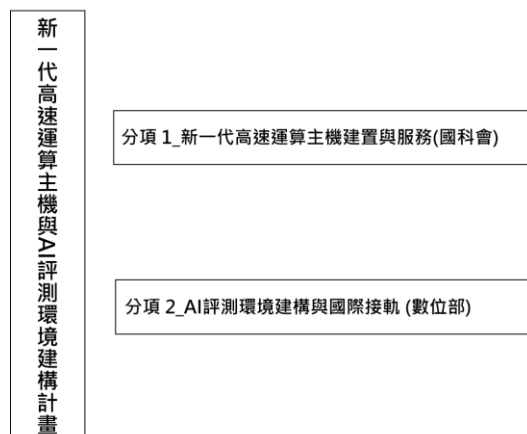 新一代高速運算主機與AI評測環境建構計畫
分項 1_新一代高速運算主機建置與服務(國科會)
分項 2_AI評測環境建構與國際接軌 (數位部)